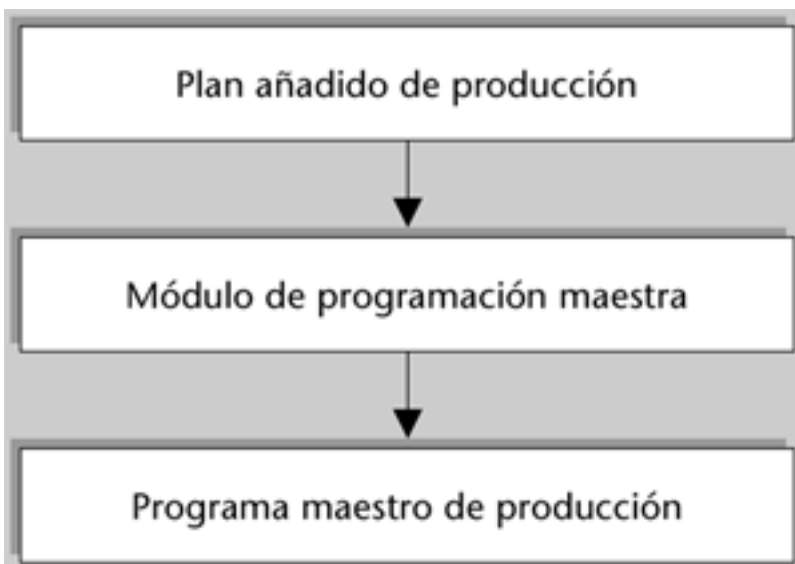 Plan añadido de producción
Módulo de programación maestra
Programa maestro de producción